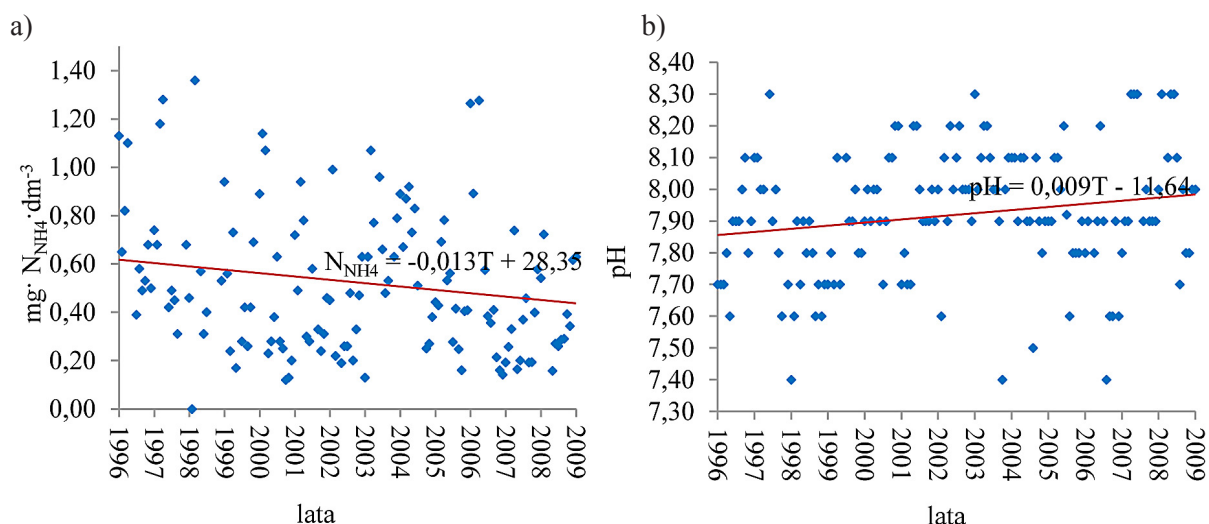 a)
mg· N_NH4·dm⁻³
1,40
1,20
1,00
0,80
0,60
0,40
0,20
0,00
N_NH4 = -0,013T + 28,35
1996 1997 1998 1999 2000 2001 2002 2003 2004 2005 2006 2007 2008 2009
lata
b)
pH
8,40
8,30
8,20
8,10
8,00
7,90
7,80
7,70
7,60
7,50
7,40
7,30
pH = 0,009T - 11,64
1996 1997 1998 1999 2000 2001 2002 2003 2004 2005 2006 2007 2008 2009
lata